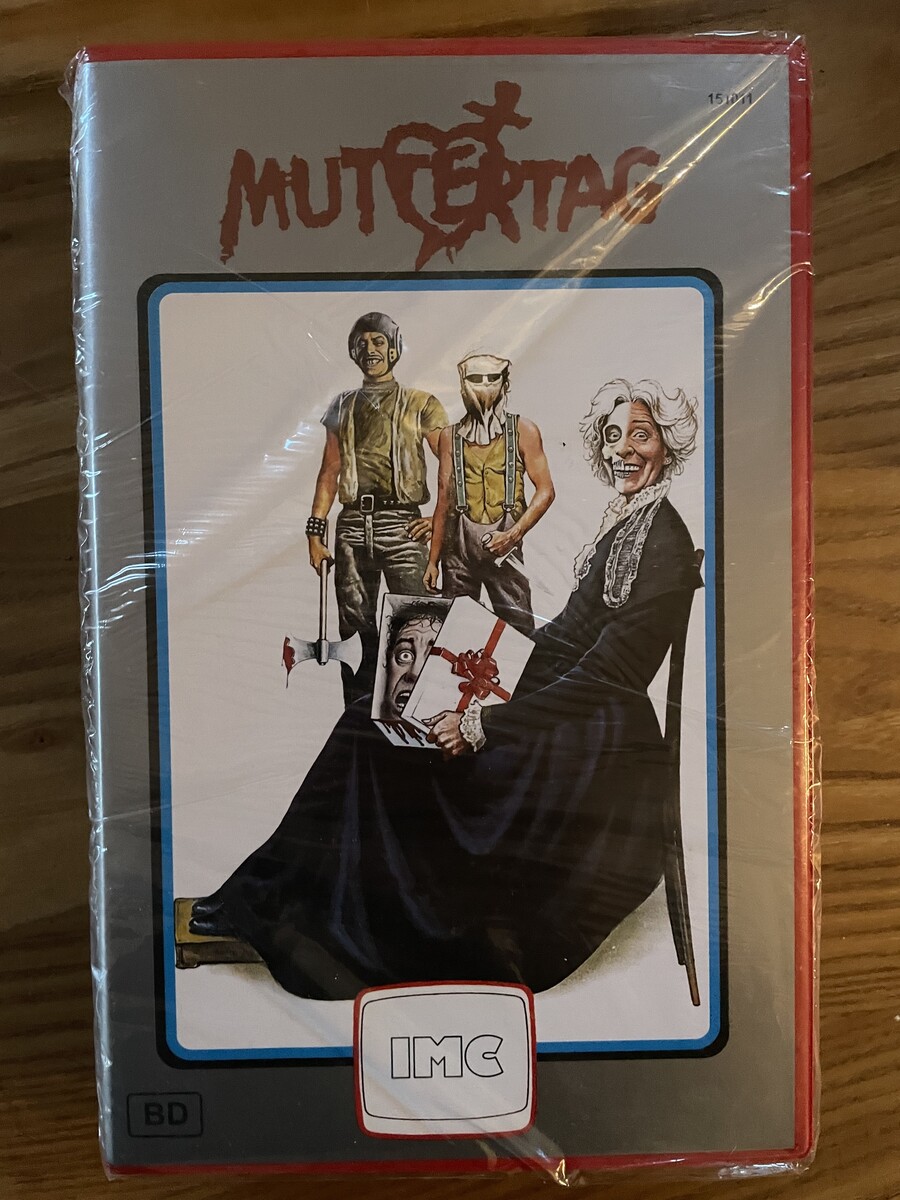 151011
MUTTERTAG
IMC
BD